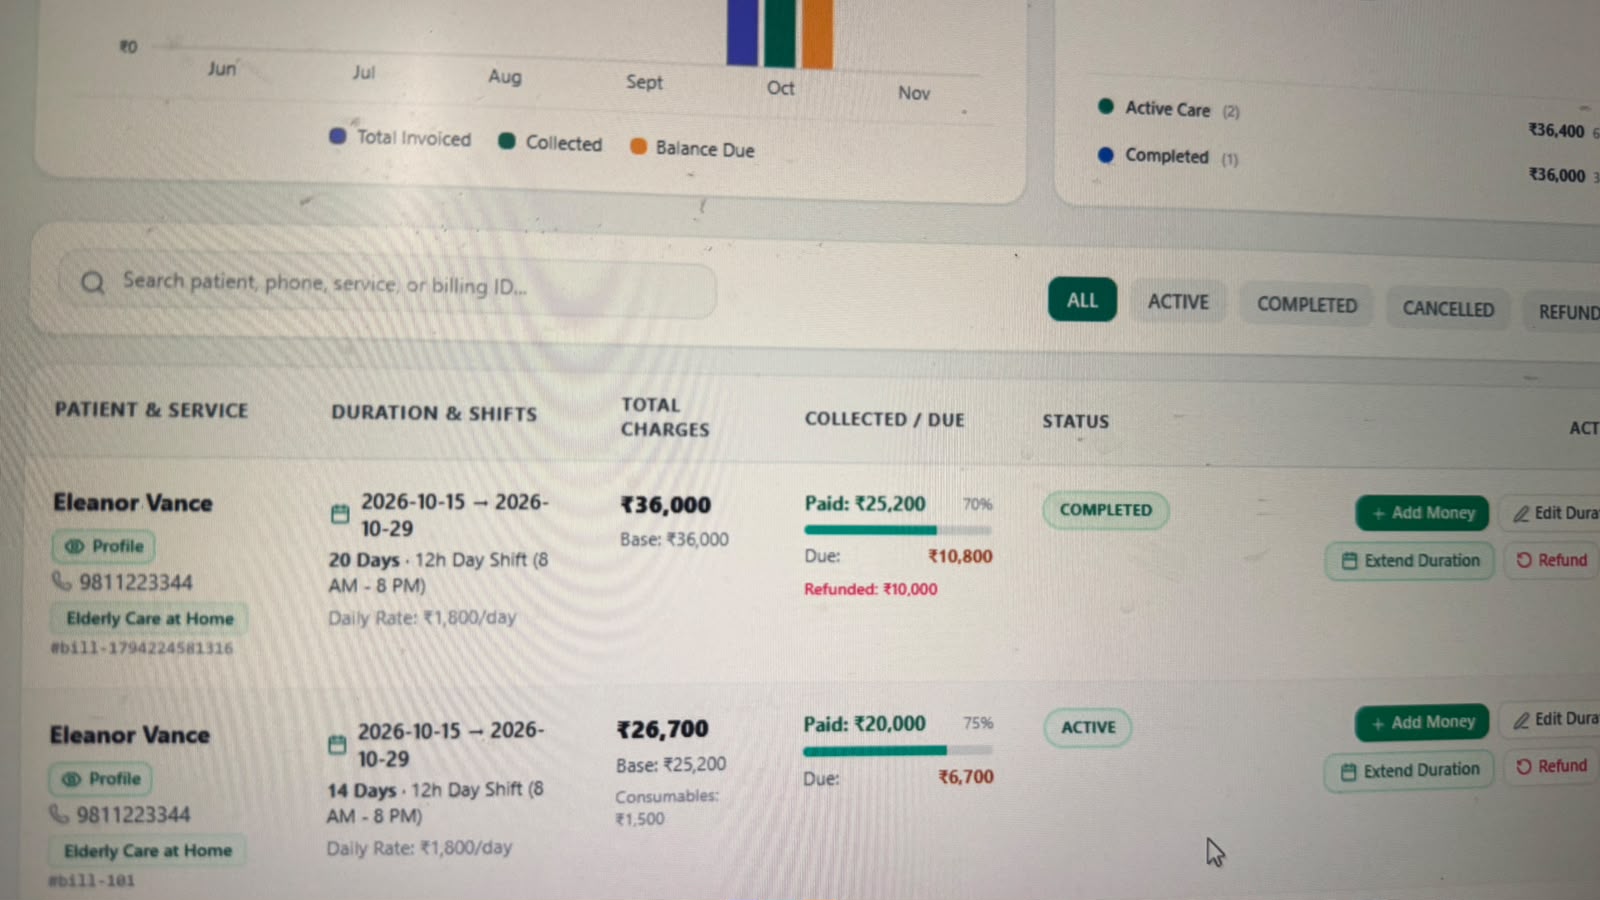 ₹0
Jun Jul Aug Sept Oct Nov
Total Invoiced Collected Balance Due
Active Care (2)
₹36,400
Completed (1)
₹36,000
Search patient, phone, service, or billing ID...
ALL ACTIVE COMPLETED CANCELLED REFUND
PATIENT & SERVICE DURATION & SHIFTS TOTAL CHARGES COLLECTED / DUE STATUS ACT
Eleanor Vance
Profile
9811223344
Elderly Care at Home
#bill-1794224581316
2026-10-15 → 2026-
10-29
20 Days · 12h Day Shift (8
AM - 8 PM)
Daily Rate: ₹1,800/day
₹36,000
Base: ₹36,000
Paid: ₹25,200 70%
Due: ₹10,800
Refunded: ₹10,000
COMPLETED
+ Add Money Edit Dura
Extend Duration Refund
Eleanor Vance
Profile
9811223344
Elderly Care at Home
#bill-101
2026-10-15 → 2026-
10-29
14 Days · 12h Day Shift (8
AM - 8 PM)
Daily Rate: ₹1,800/day
₹26,700
Base: ₹25,200
Consumables:
₹1,500
Paid: ₹20,000 75%
Due: ₹6,700
ACTIVE
+ Add Money Edit Dura
Extend Duration Refund